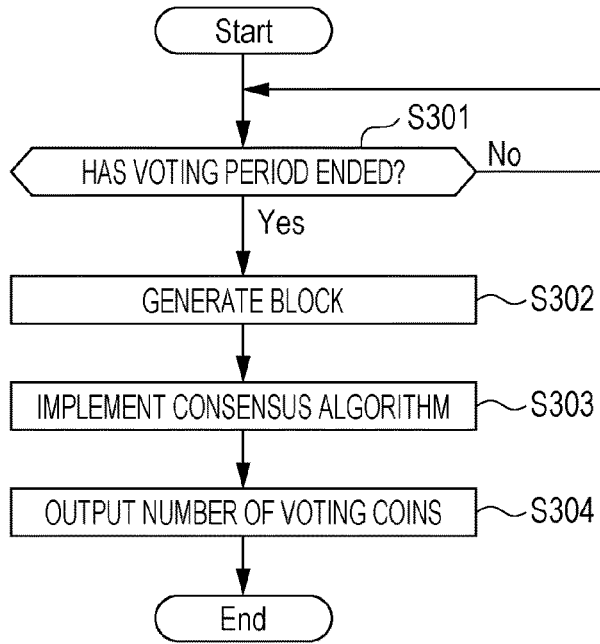 Start
S301
HAS VOTING PERIOD ENDED?
No
Yes
GENERATE BLOCK
S302
IMPLEMENT CONSENSUS ALGORITHM
S303
OUTPUT NUMBER OF VOTING COINS
S304
End